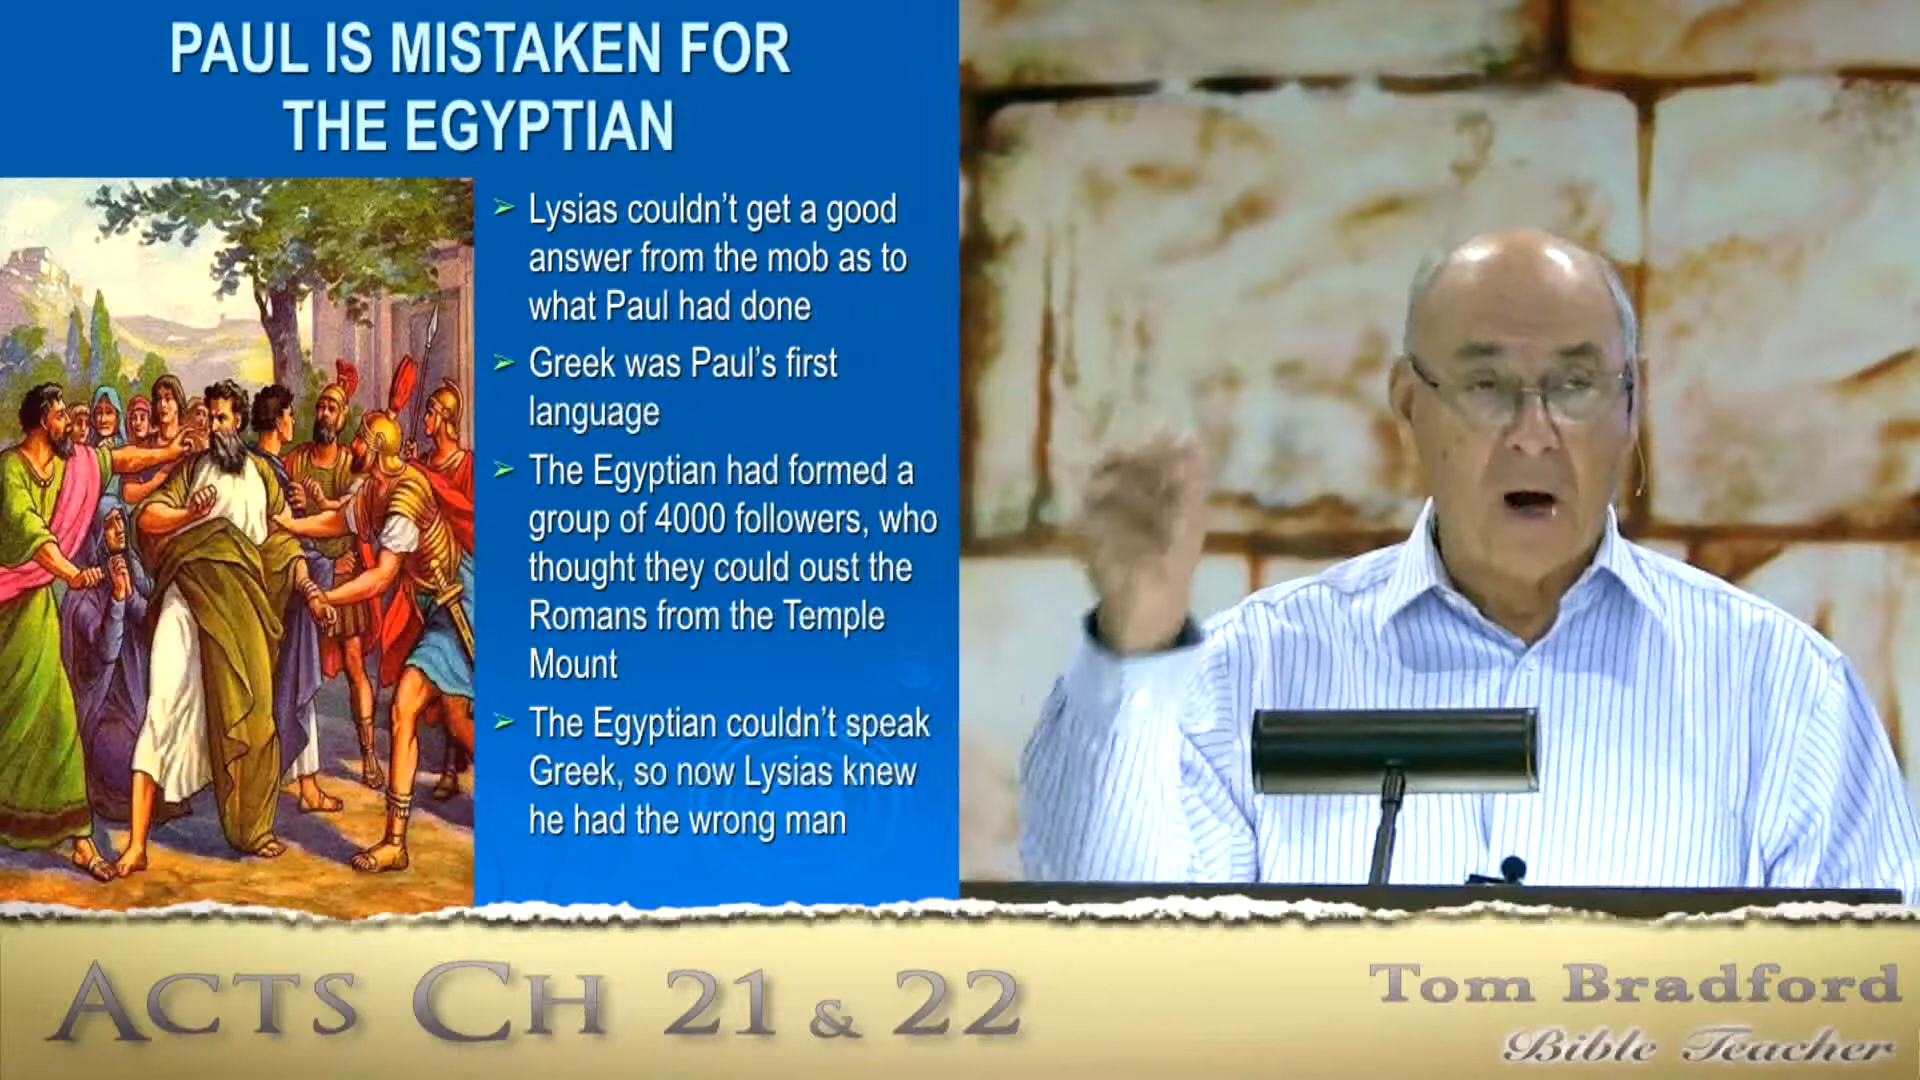 PAUL IS MISTAKEN FOR
THE EGYPTIAN
➢ Lysias couldn't get a good
answer from the mob as to
what Paul had done
➢ Greek was Paul's first
language
➢ The Egyptian had formed a
group of 4000 followers, who
thought they could oust the
Romans from the Temple
Mount
➢ The Egyptian couldn't speak
Greek, so now Lysias knew
he had the wrong man
ACTS CH 21 & 22
Tom Bradford
Bible Teacher